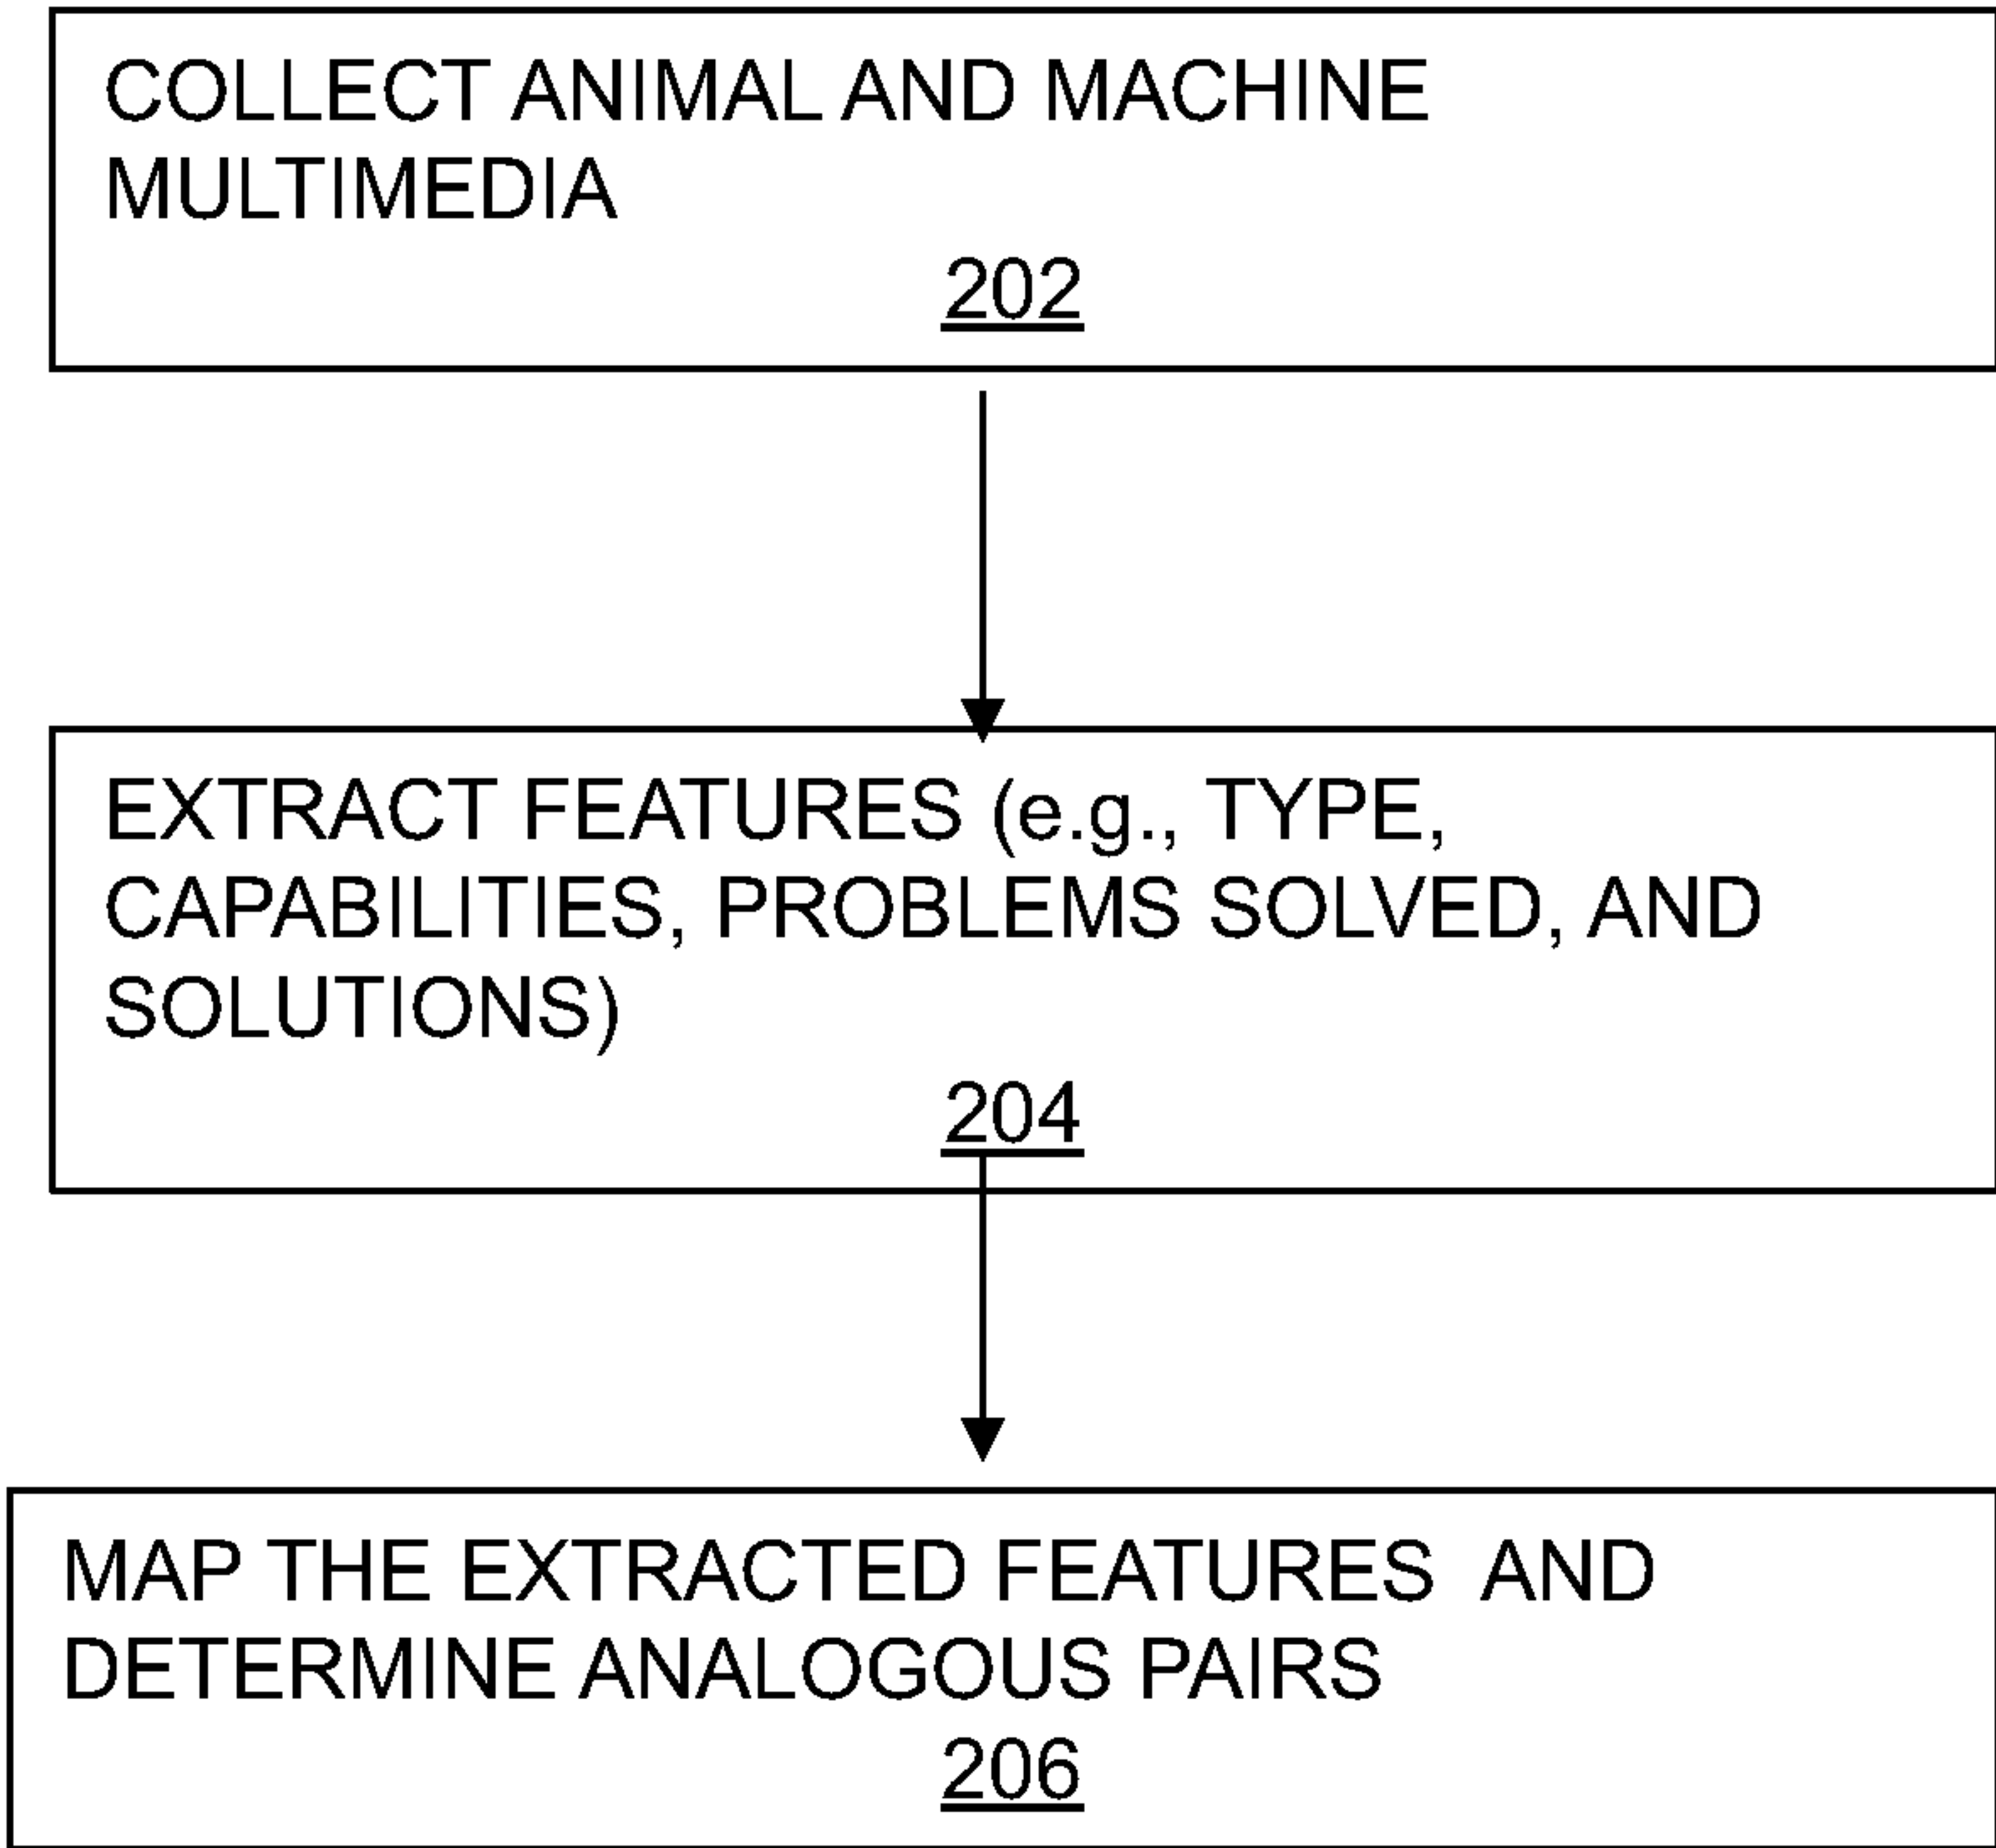 COLLECT ANIMAL AND MACHINE
MULTIMEDIA
202
EXTRACT FEATURES (e.g., TYPE,
CAPABILITIES, PROBLEMS SOLVED, AND
SOLUTIONS)
204
MAP THE EXTRACTED FEATURES AND
DETERMINE ANALOGOUS PAIRS
206